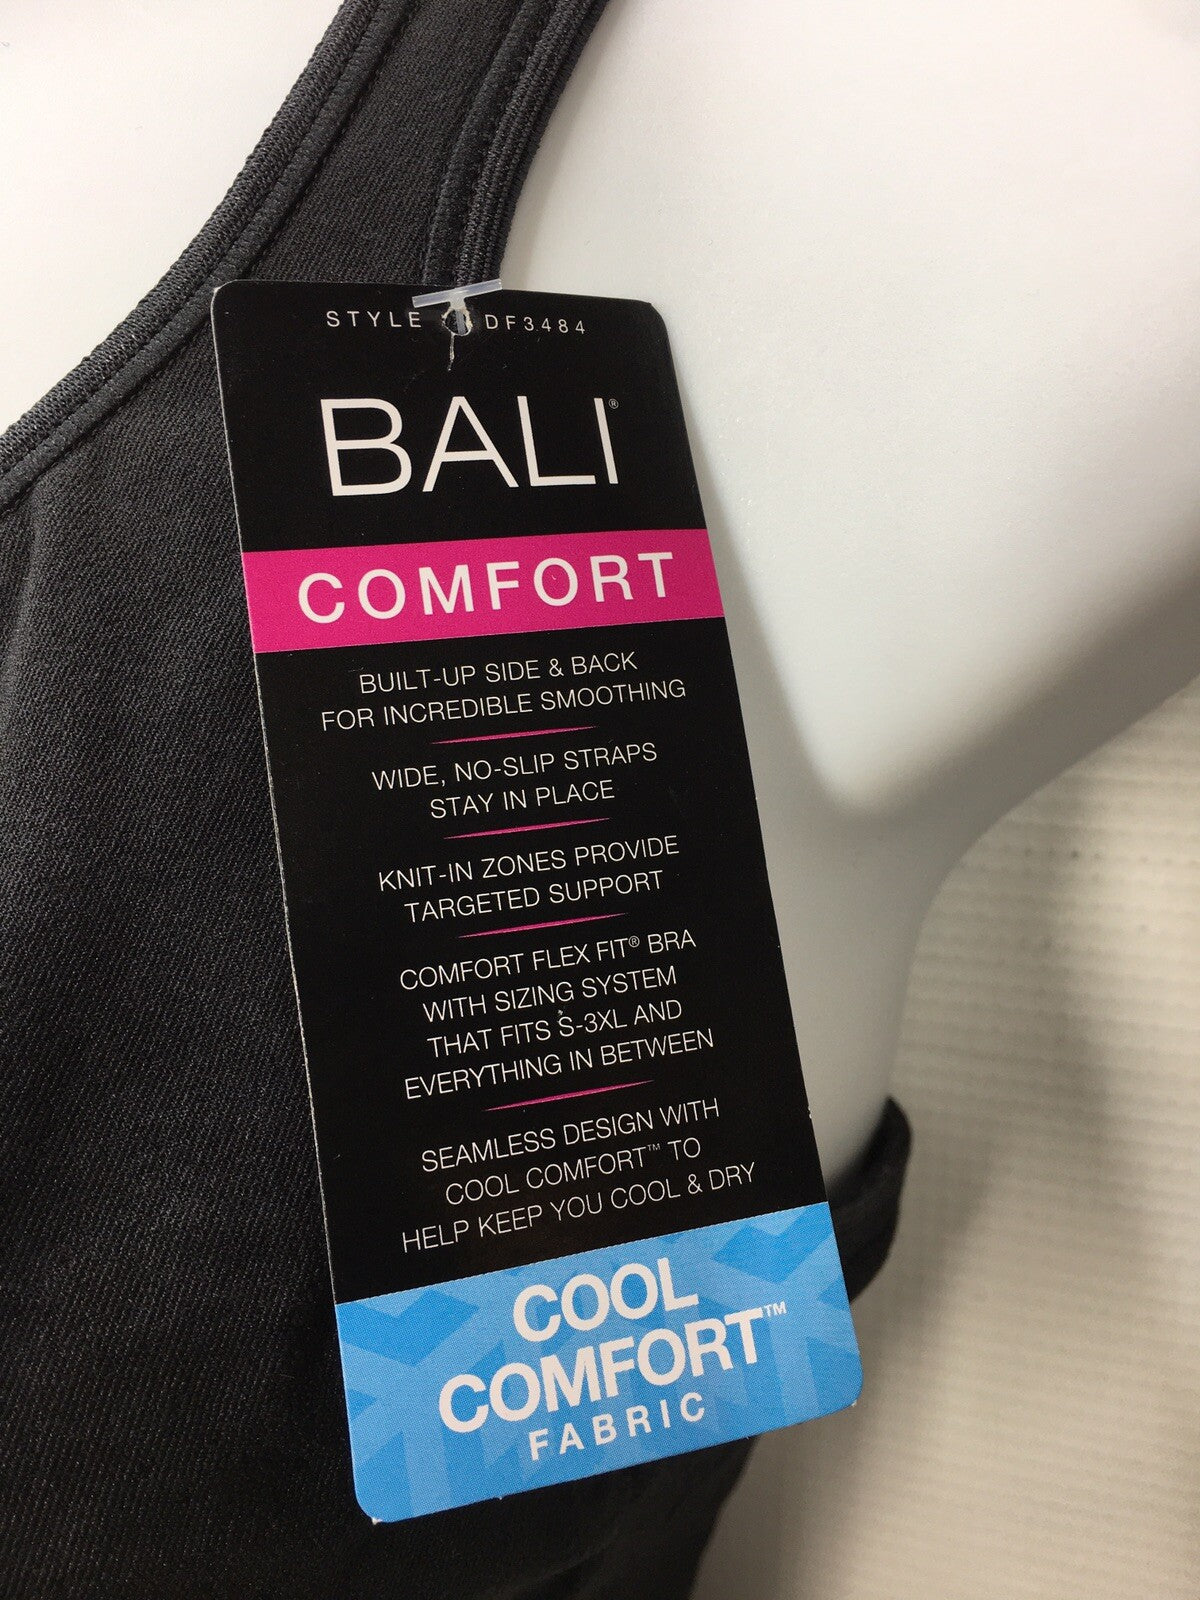 STYLE DF3484
BALI®
COMFORT
BUILT-UP SIDE & BACK
FOR INCREDIBLE SMOOTHING
WIDE, NO-SLIP STRAPS
STAY IN PLACE
KNIT-IN ZONES PROVIDE
TARGETED SUPPORT
COMFORT FLEX FIT® BRA
WITH SIZING SYSTEM
THAT FITS S-3XL AND
EVERYTHING IN BETWEEN
SEAMLESS DESIGN WITH
COOL COMFORT™ TO
HELP KEEP YOU COOL & DRY
COOL
COMFORT™
FABRIC